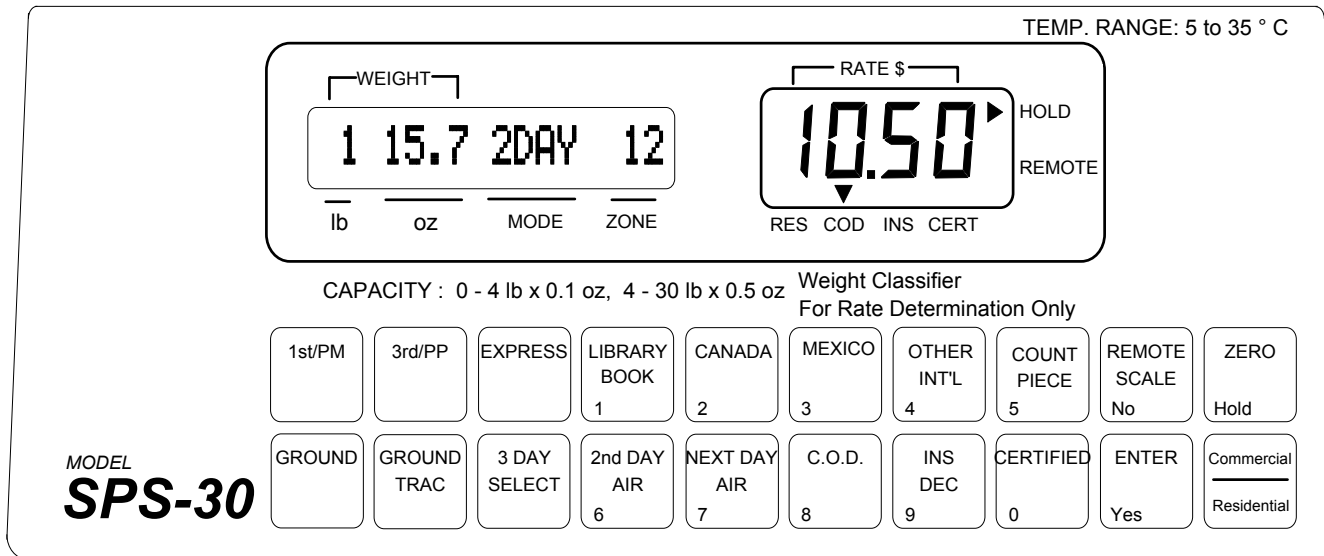 TEMP. RANGE: 5 to 35 ° C
WEIGHT
RATE $
1 15.7 2DAY 12
10.50
HOLD
REMOTE
lb oz MODE ZONE
RES COD INS CERT
CAPACITY : 0 - 4 lb x 0.1 oz, 4 - 30 lb x 0.5 oz
Weight Classifier
For Rate Determination Only
1st/PM
3rd/PP
EXPRESS
LIBRARY
BOOK
1
CANADA
2
MEXICO
3
OTHER
INT'L
4
COUNT
PIECE
5
REMOTE
SCALE
No
ZERO
Hold
MODEL
SPS-30
GROUND
GROUND
TRAC
3 DAY
SELECT
2nd DAY
AIR
6
NEXT DAY
AIR
7
C.O.D.
8
INS
DEC
9
CERTIFIED
0
ENTER
Yes
Commercial
Residential